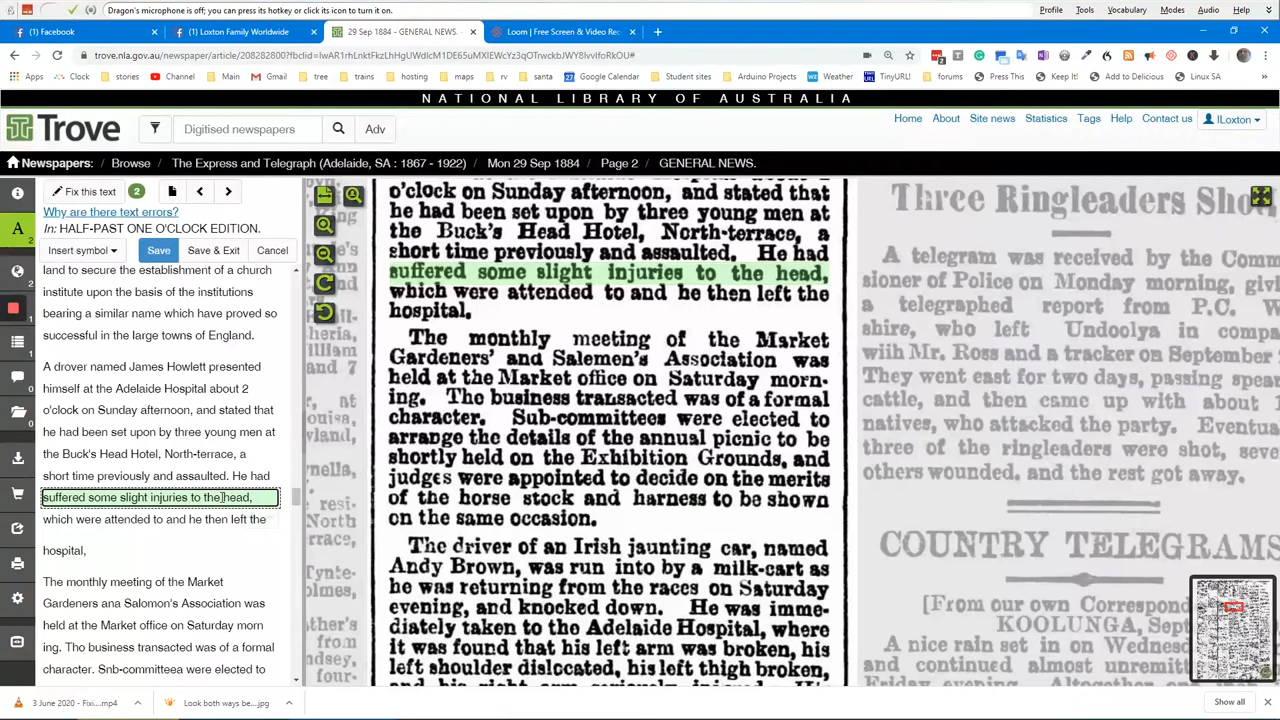 Dragon's microphone is off; you can press its hotkey or click its icon to turn it on.
Profile Tools Vocabulary Modes Audio Help
(1) Facebook
(1) Loxton Family Worldwide
29 Sep 1884 - GENERAL NEWS.
Loom | Free Screen & Video Rec
trove.nla.gov.au/newspaper/article/208282800?fbclid=IwAR1rhLnktFkzLhHgUWdlcM1DE65uMXIEWcYz3qOTwckbJWY8IvvIfoRkOU#
Apps Clock stories Channel Main Gmail tree trains hosting maps rv santa Google Calendar Student sites Arduino Projects Weather TinyURL! forums Press This Keep It! Add to Delicious Linux SA
NATIONAL LIBRARY OF AUSTRALIA
Trove
Digitised newspapers
Adv
Home About Site news Statistics Tags Help Contact us
ILoxton
Newspapers: Browse The Express and Telegraph (Adelaide, SA : 1867 - 1922) Mon 29 Sep 1884 Page 2 GENERAL NEWS.
Fix this text 2
Why are there text errors?
In: HALF-PAST ONE O'CLOCK EDITION.
Insert symbol Save Save & Exit Cancel
land to secure the establishment of a church
institute upon the basis of the institutions
bearing a similar name which have proved so
successful in the large towns of England.
A drover named James Howlett presented
himself at the Adelaide Hospital about 2
o'clock on Sunday afternoon, and stated that
he had been set upon by three young men at
the Buck's Head Hotel, North-terrace, a
short time previously and assaulted. He had
suffered some slight injuries to the head,
which were attended to and he then left the
hospital,
The monthly meeting of the Market
Gardeners ana Salomon's Association was
neld at the Market office on Saturday morn
ing. The business transacted was of a formal
character. Snb-committeea were elected to
o'clock on Sunday afternoon, and stated that
he had been set upon by three young men at
the Buck's Head Hotel, North-terrace, a
short time previously and assaulted. He had
suffered some slight injuries to the head,
which were attended to and he then left the
hospital.
The monthly meeting of the Market
Gardeners' and Salemen's Association was
held at the Market office on Saturday morn-
ing. The business transacted was of a formal
character. Sub-committees were elected to
arrange the details of the annual picnic to be
shortly held on the Exhibition Grounds, and
judges were appointed to decide on the merits
of the horse stock and harness to be shown
on the same occasion.
The driver of an Irish jaunting car, named
Andy Brown, was run into by a milk-cart as
he was returning from the races on Saturday
evening, and knocked down. He was imme-
diately taken to the Adelaide Hospital, where
it was found that his left arm was broken, his
left shoulder dislocated, his left thigh broken,
Three Ringleaders Sho
A telegram was received by the Comm
sioner of Police on Monday morning, givi
a telegraphed report from P.C. W
shire, who left Undoolya in compa
wiih Mr. Ross and a tracker on September
They went east for two days, passing spear
cattle, and then came up with about 1
natives, who attacked the party. Eventua
three of the ringleaders were shot, seve
others wounded, and the rest got away.
COUNTRY TELEGRAMS
[From our own Correspond
KOOLUNGA, Sept
A nice rain set in on Wednes
and continued almost unremitt
3 June 2020 - Fixi....mp4
Look both ways be....jpg
Show all